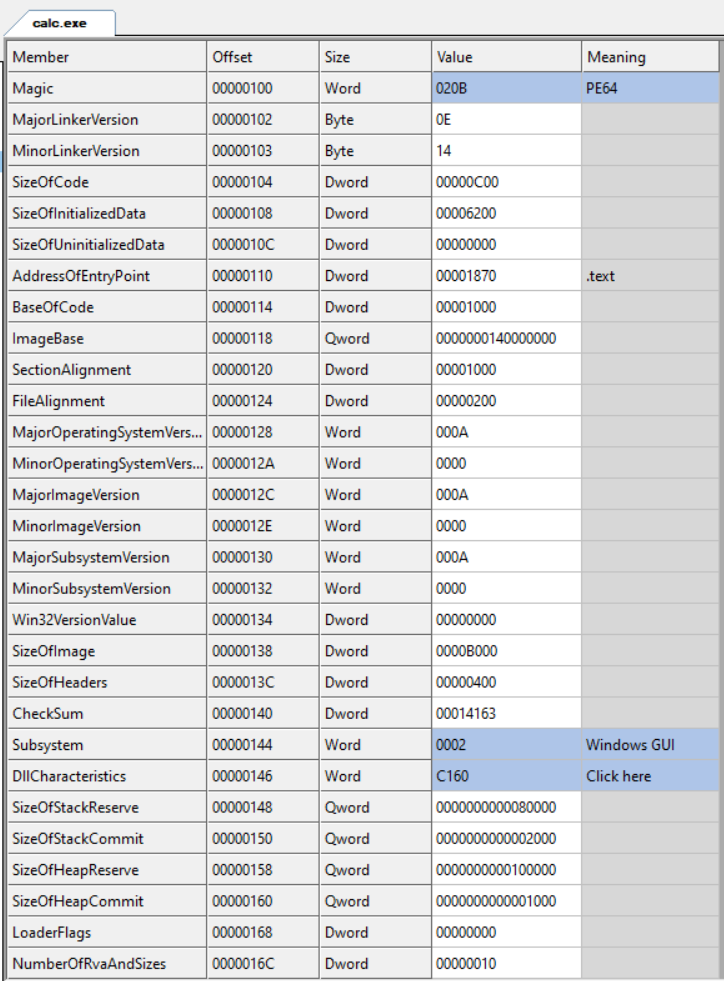 calc.exe
Member Offset Size Value Meaning
Magic 00000100 Word 020B PE64
MajorLinkerVersion 00000102 Byte 0E
MinorLinkerVersion 00000103 Byte 14
SizeOfCode 00000104 Dword 00000C00
SizeOfInitializedData 00000108 Dword 00006200
SizeOfUninitializedData 0000010C Dword 00000000
AddressOfEntryPoint 00000110 Dword 00001870 .text
BaseOfCode 00000114 Dword 00001000
ImageBase 00000118 Qword 0000000140000000
SectionAlignment 00000120 Dword 00001000
FileAlignment 00000124 Dword 00000200
MajorOperatingSystemVers... 00000128 Word 000A
MinorOperatingSystemVers... 0000012A Word 0000
MajorImageVersion 0000012C Word 000A
MinorImageVersion 0000012E Word 0000
MajorSubsystemVersion 00000130 Word 000A
MinorSubsystemVersion 00000132 Word 0000
Win32VersionValue 00000134 Dword 00000000
SizeOfImage 00000138 Dword 0000B000
SizeOfHeaders 0000013C Dword 00000400
CheckSum 00000140 Dword 00014163
Subsystem 00000144 Word 0002 Windows GUI
DllCharacteristics 00000146 Word C160 Click here
SizeOfStackReserve 00000148 Qword 0000000000080000
SizeOfStackCommit 00000150 Qword 0000000000002000
SizeOfHeapReserve 00000158 Qword 0000000000100000
SizeOfHeapCommit 00000160 Qword 0000000000001000
LoaderFlags 00000168 Dword 00000000
NumberOfRvaAndSizes 0000016C Dword 00000010